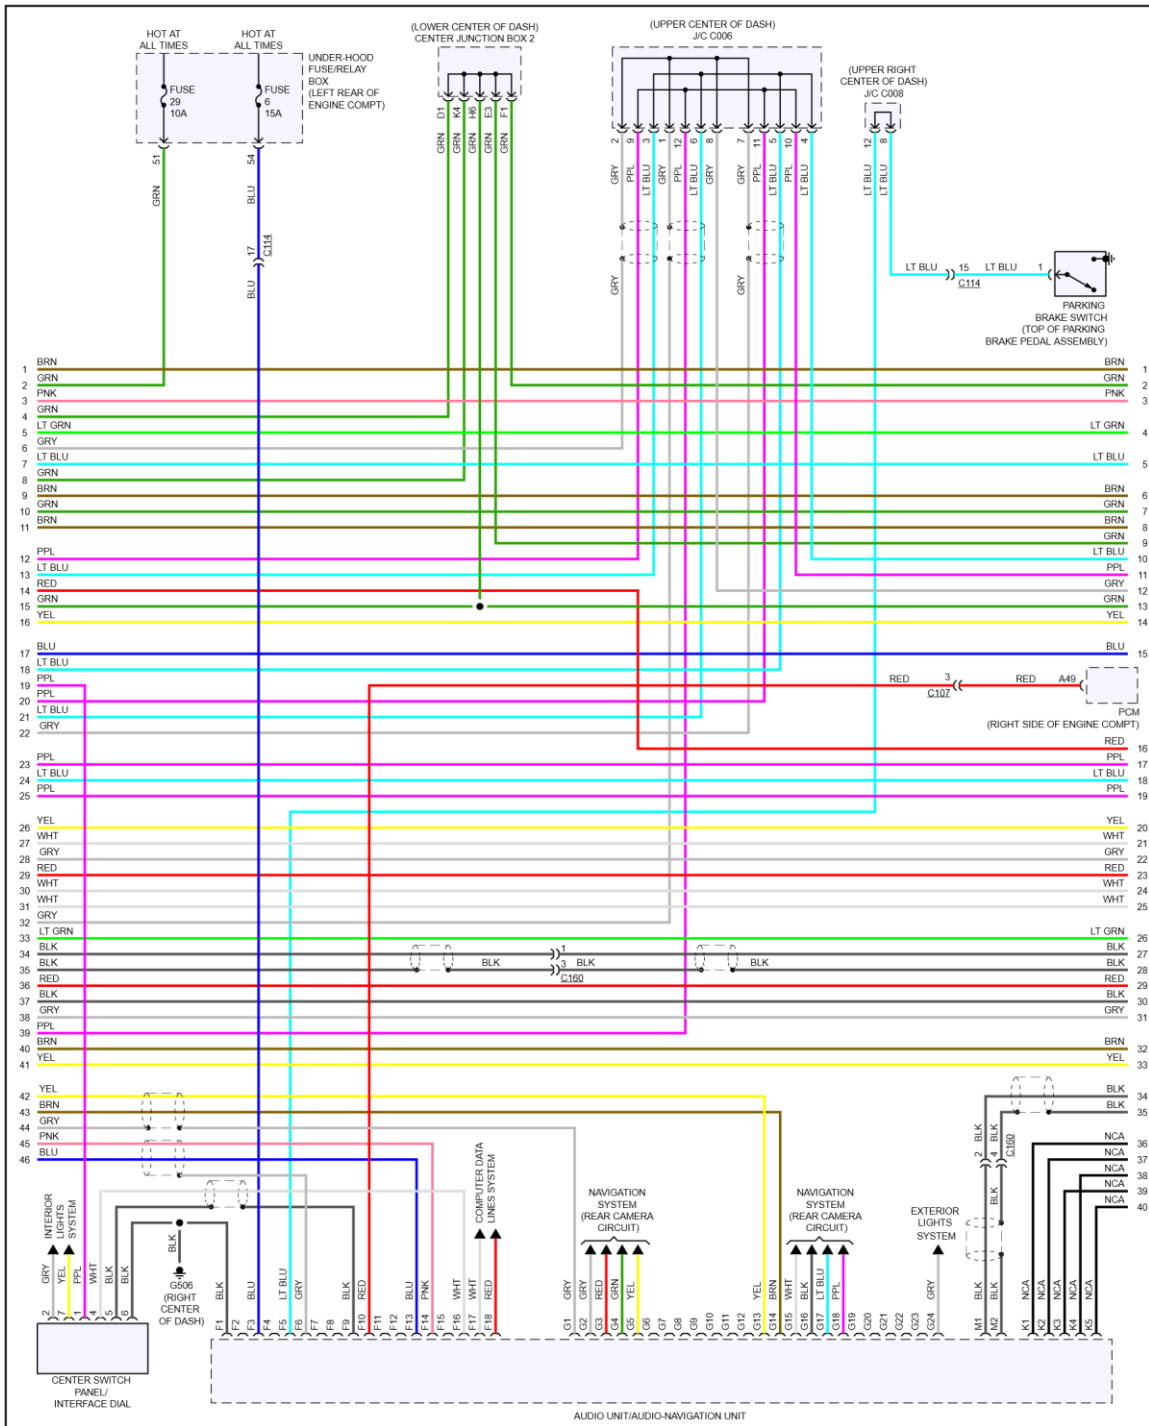 HOT AT
ALL TIMES
HOT AT
ALL TIMES
FUSE
29
10A
FUSE
6
15A
UNDER-HOOD
FUSE/RELAY
BOX
(LEFT REAR OF
ENGINE COMPT)
(LOWER CENTER OF DASH)
CENTER JUNCTION BOX 2
(UPPER CENTER OF DASH)
J/C C006
(UPPER RIGHT
CENTER OF DASH)
J/C C008
51
54
D1
K4
H6
E3
F1
2
9
3
1
12
6
8
7
11
5
10
4
12
8
GRN
BLU
GRN
GRN
GRN
GRN
GRN
GRY
PPL
LT BLU
GRY
PPL
LT BLU
GRY
GRY
PPL
LT BLU
PPL
LT BLU
LT BLU
LT BLU
17
C114
BLU
GRY
GRY
GRY
LT BLU
15
C114
LT BLU
1
PARKING
BRAKE SWITCH
(TOP OF PARKING
BRAKE PEDAL ASSEMBLY)
1 BRN BRN 1
2 GRN GRN 2
3 PNK PNK 3
4 GRN
5 LT GRN LT GRN 4
6 GRY
7 LT BLU LT BLU 5
8 GRN
9 BRN BRN 6
10 GRN GRN 7
11 BRN BRN 8
GRN 9
12 PPL LT BLU 10
13 LT BLU PPL 11
14 RED GRY 12
15 GRN GRN 13
16 YEL YEL 14
17 BLU BLU 15
18 LT BLU
19 PPL RED 3 C107 RED A49
20 PPL
21 LT BLU
PCM
(RIGHT SIDE OF ENGINE COMPT)
22 GRY
RED 16
23 PPL PPL 17
24 LT BLU LT BLU 18
25 PPL PPL 19
26 YEL YEL 20
27 WHT WHT 21
28 GRY GRY 22
29 RED RED 23
30 WHT WHT 24
31 WHT WHT 25
32 GRY
33 LT GRN LT GRN 26
34 BLK 1 BLK 27
35 BLK BLK 3 BLK BLK BLK 28
C160
36 RED RED 29
37 BLK BLK 30
38 GRY GRY 31
39 PPL
40 BRN BRN 32
41 YEL YEL 33
42 YEL BLK 34
43 BRN BLK 35
44 GRY
45 PNK NCA 36
46 BLU NCA 37
NCA 38
NCA 39
NCA 40
BLK
BLK
2
4
C160
BLK
INTERIOR
LIGHTS
SYSTEM
COMPUTER DATA
LINES SYSTEM
NAVIGATION
SYSTEM
(REAR CAMERA
CIRCUIT)
NAVIGATION
SYSTEM
(REAR CAMERA
CIRCUIT)
EXTERIOR
LIGHTS
SYSTEM
BLK
G506
(RIGHT
CENTER
OF DASH)
GRY
YEL
PPL
WHT
BLK
BLK
2
7
1
4
5
6
CENTER SWITCH
PANEL/
INTERFACE DIAL
BLK
BLU
LT BLU
GRY
BLK
RED
BLU
PNK
WHT
WHT
RED
GRY
GRY
RED
GRN
YEL
YEL
BRN
WHT
BLK
LT BLU
PPL
GRY
BLK
BLK
NCA
NCA
NCA
NCA
NCA
F1
F2
F3
F4
F5
F6
F7
F8
F9
F10
F11
F12
F13
F14
F15
F16
F17
F18
G1
G2
G3
G4
G5
G6
G7
G8
G9
G10
G11
G12
G13
G14
G15
G16
G17
G18
G19
G20
G21
G22
G23
G24
M1
M2
K1
K2
K3
K4
K5
AUDIO UNIT/AUDIO-NAVIGATION UNIT